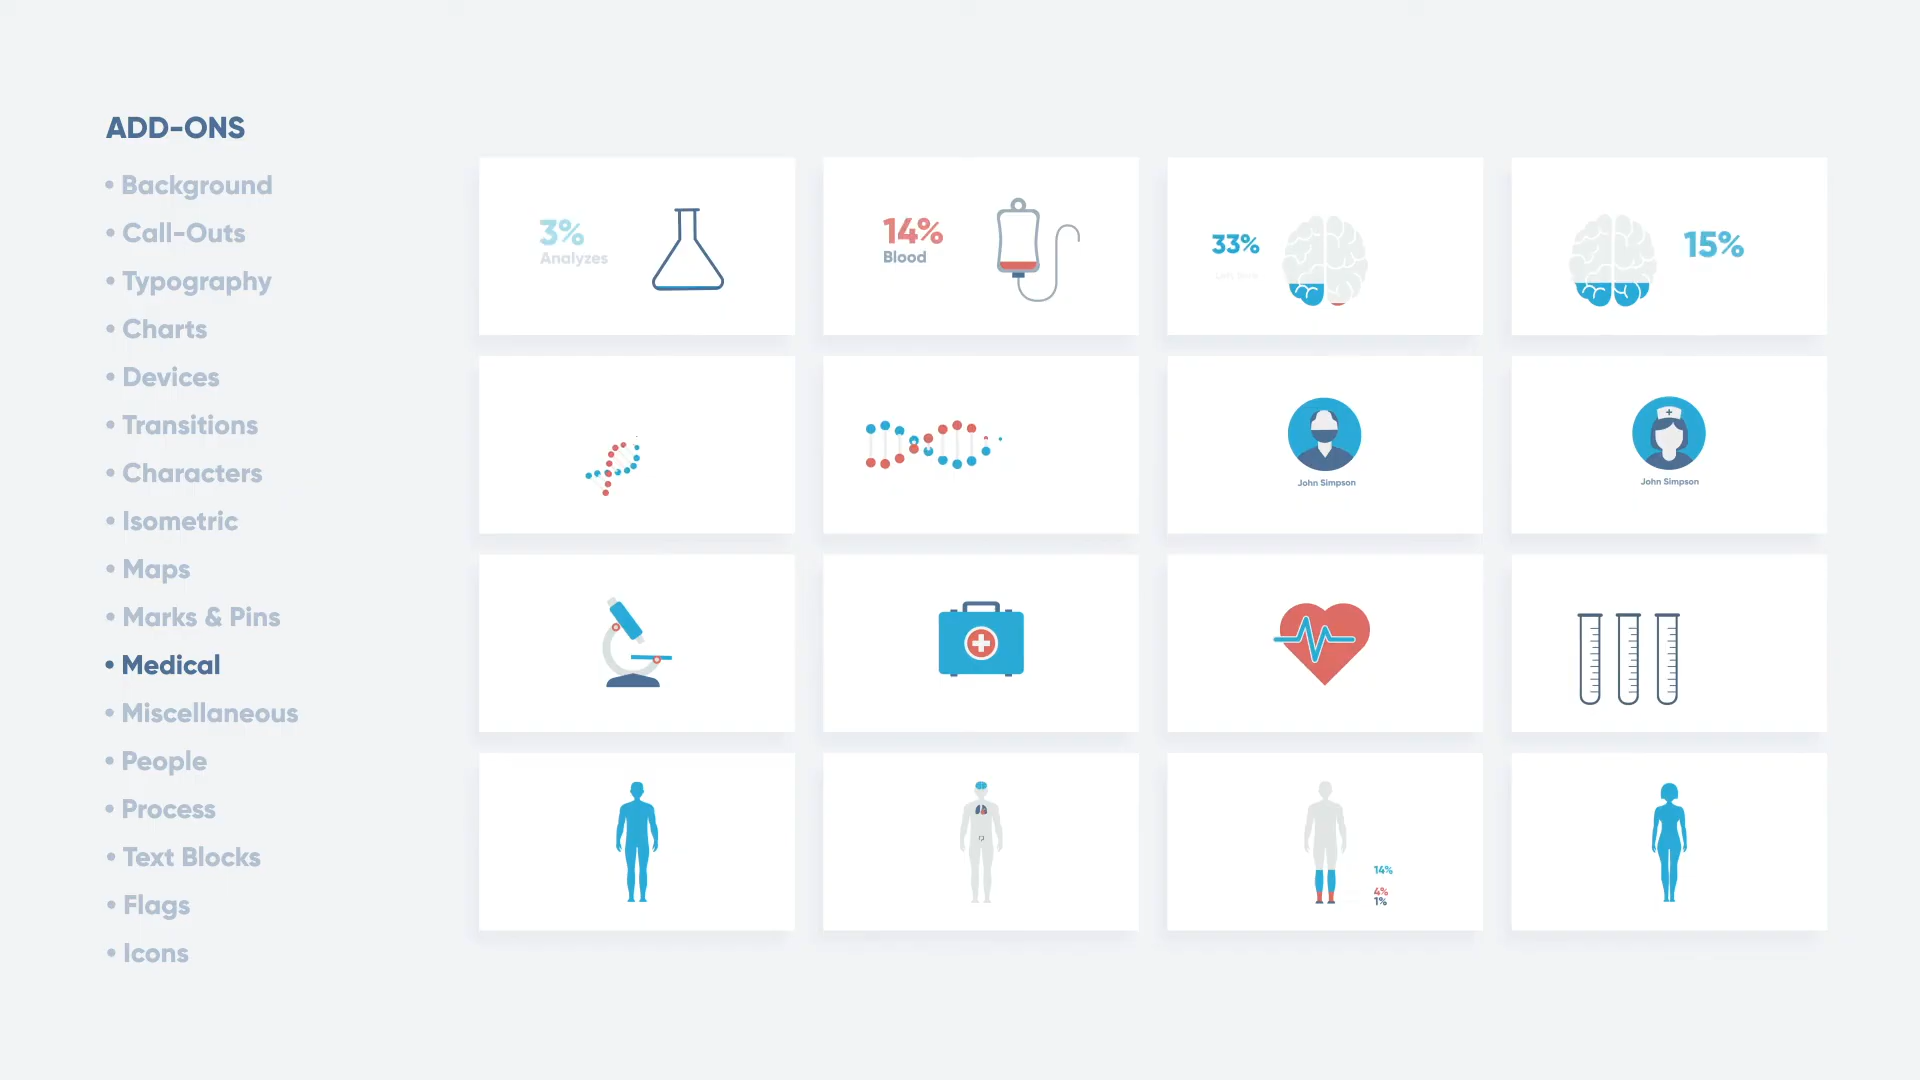 ADD-ONS
• Background
• Call-Outs
• Typography
• Charts
• Devices
• Transitions
• Characters
• Isometric
• Maps
• Marks & Pins
• Medical
• Miscellaneous
• People
• Process
• Text Blocks
• Flags
• Icons
3%
Analyzes
14%
Blood
33%
15%
John Simpson
John Simpson
14%
4%
1%